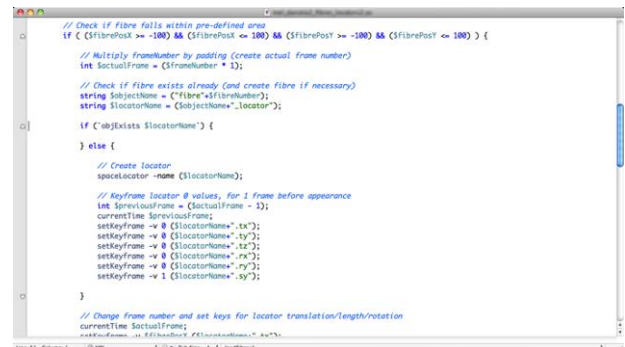 // Check if fibre falls within pre-defined area
if ( ($fibrePosX >= -100) && ($fibrePosX <= 100) && ($fibrePosY >= -100) && ($fibrePosY <= 100) ) {
// Multiply frameNumber by padding (create actual frame number)
int $actualFrame = ($frameNumber * 1);
// Check if fibre exists already (and create fibre if necessary)
string $objectName = ("fibre"+$fibreNumber);
string $locatorName = ($objectName+"_locator");
if (`objExists $locatorName`) {
} else {
// Create locator
spaceLocator -name ($locatorName);
// Keyframe locator 0 values, for 1 frame before appearance
int $previousFrame = ($actualFrame - 1);
currentTime $previousFrame;
setKeyframe -v 0 ($locatorName+".tx");
setKeyframe -v 0 ($locatorName+".ty");
setKeyframe -v 0 ($locatorName+".tz");
setKeyframe -v 0 ($locatorName+".rx");
setKeyframe -v 0 ($locatorName+".ry");
setKeyframe -v 1 ($locatorName+".sy");
}
// Change frame number and set keys for locator translation/length/rotation
currentTime $actualFrame;
setKeyframe -v $fibrePosX ($locatorName+".tx");